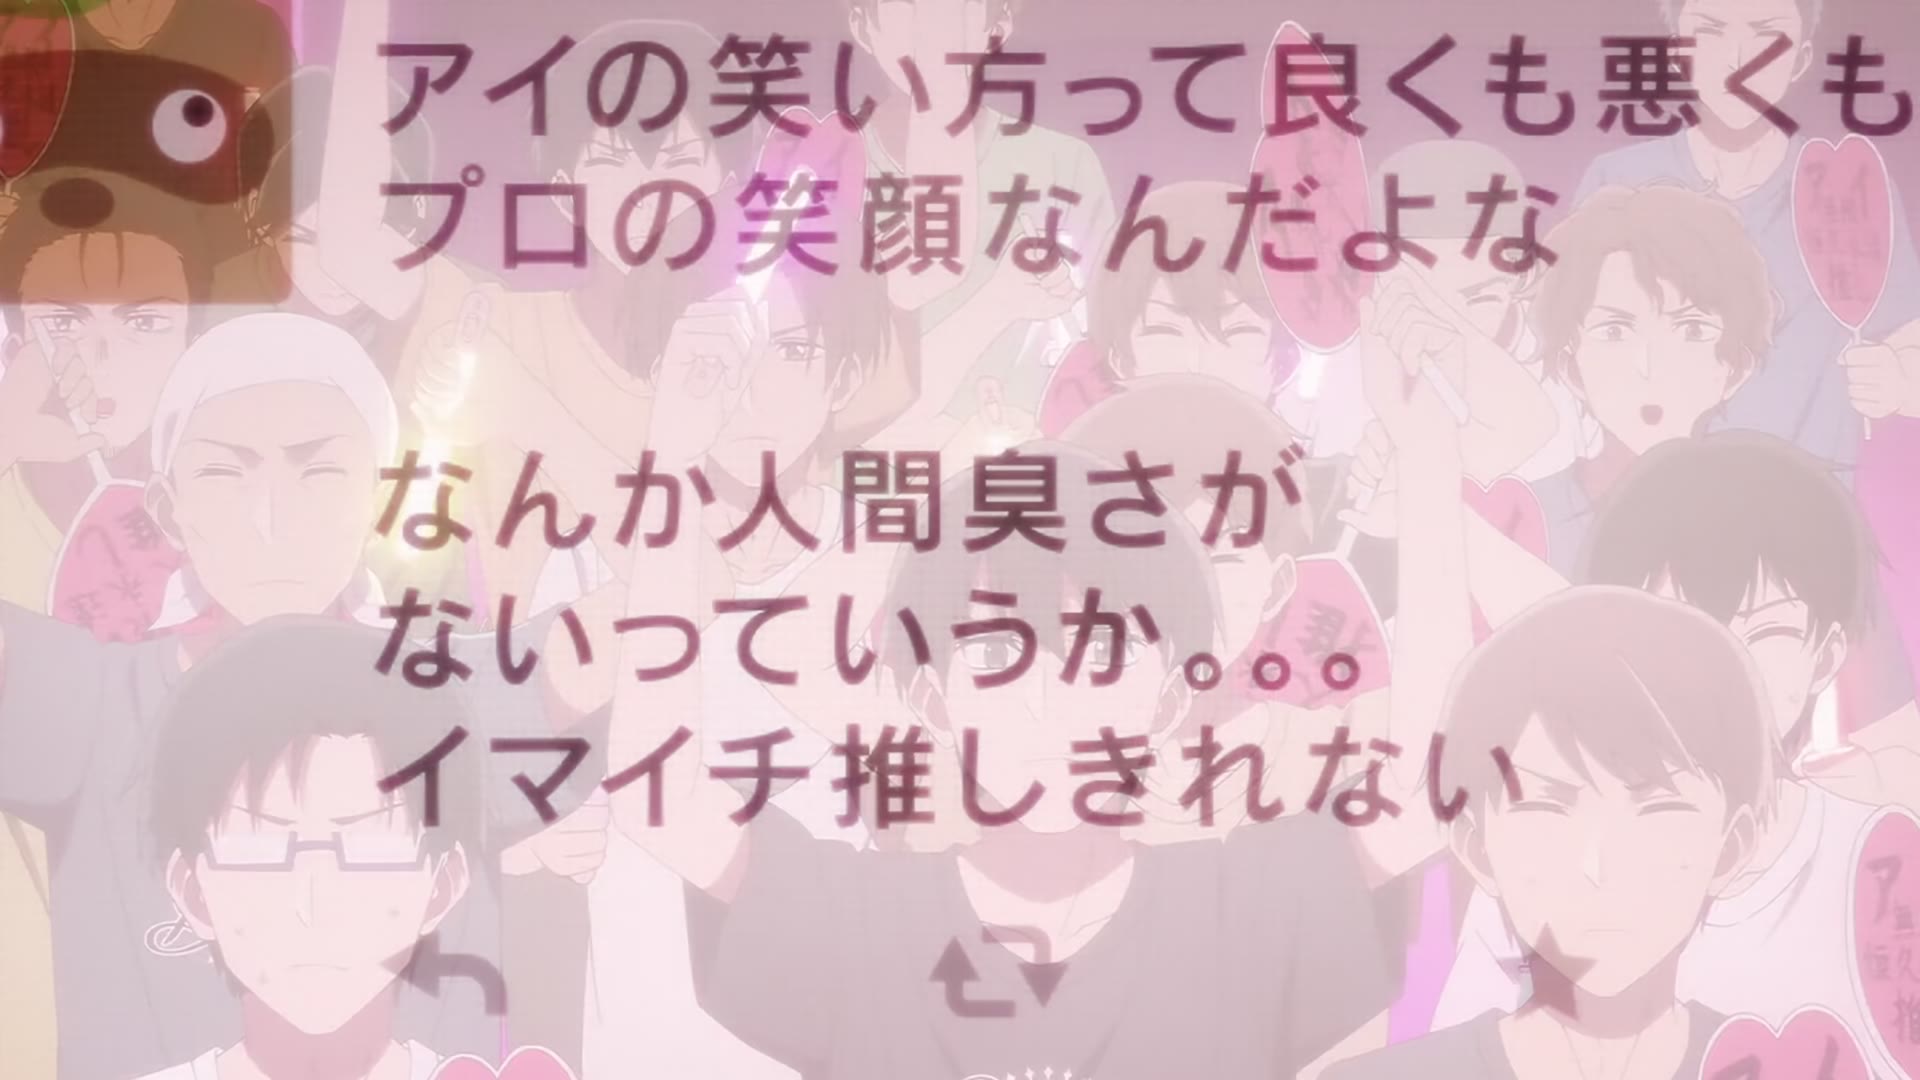 アイの笑い方って良くも悪くも
プロの笑顔なんだよな
なんか人間臭さが
ないっていうか。。。
イマイチ推しきれない